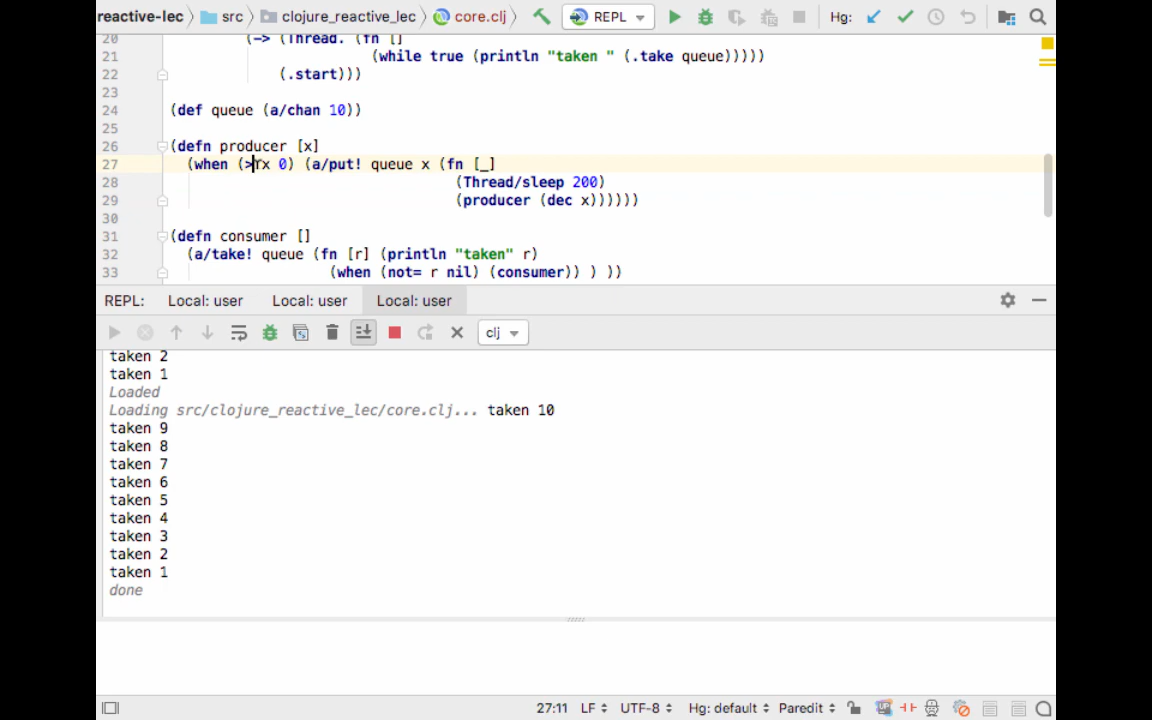 reactive-lec src clojure_reactive_lec core.clj REPL Hg:
20 (-> (Thread. (fn []
21 (while true (println "taken " (.take queue)))))
22 (.start)))
23
24 (def queue (a/chan 10))
25
26 (defn producer [x]
27 (when (> x 0) (a/put! queue x (fn [_]
28 (Thread/sleep 200)
29 (producer (dec x))))))
30
31 (defn consumer []
32 (a/take! queue (fn [r] (println "taken" r)
33 (when (not= r nil) (consumer)) ) ))
REPL: Local: user Local: user Local: user
clj
taken 2
taken 1
Loaded
Loading src/clojure_reactive_lec/core.clj... taken 10
taken 9
taken 8
taken 7
taken 6
taken 5
taken 4
taken 3
taken 2
taken 1
done
27:11 LF UTF-8 Hg: default Paredit